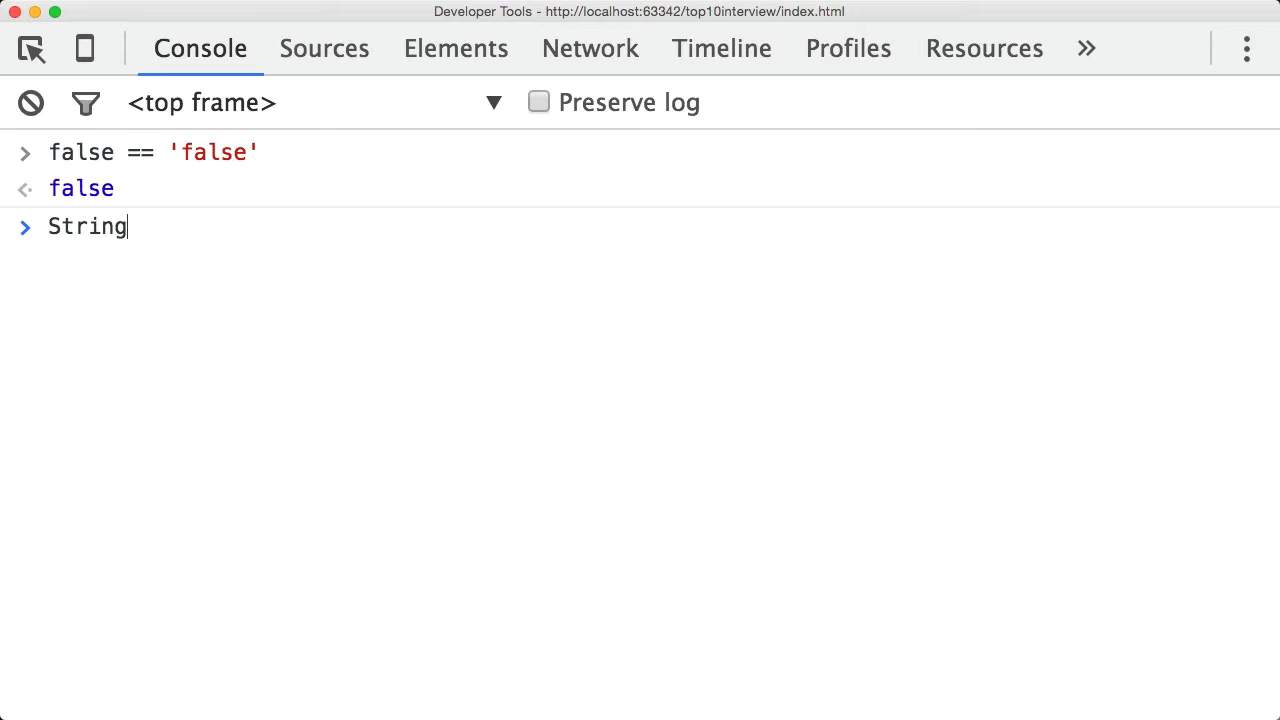 Developer Tools - http://localhost:63342/top10interview/index.html
Console Sources Elements Network Timeline Profiles Resources
<top frame> Preserve log
false == 'false'
false
String